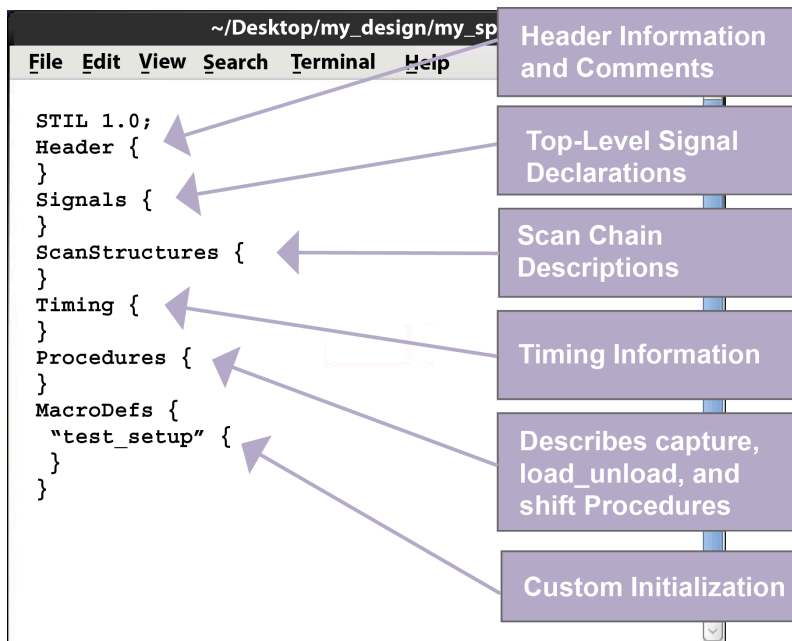 ~/Desktop/my_design/my_sp
File Edit View Search Terminal Help
STIL 1.0;
Header {
}
Signals {
}
ScanStructures {
}
Timing {
}
Procedures {
}
MacroDefs {
“test_setup” {
}
}
Header Information
and Comments
Top-Level Signal
Declarations
Scan Chain
Descriptions
Timing Information
Describes capture,
load_unload, and
shift Procedures
Custom Initialization